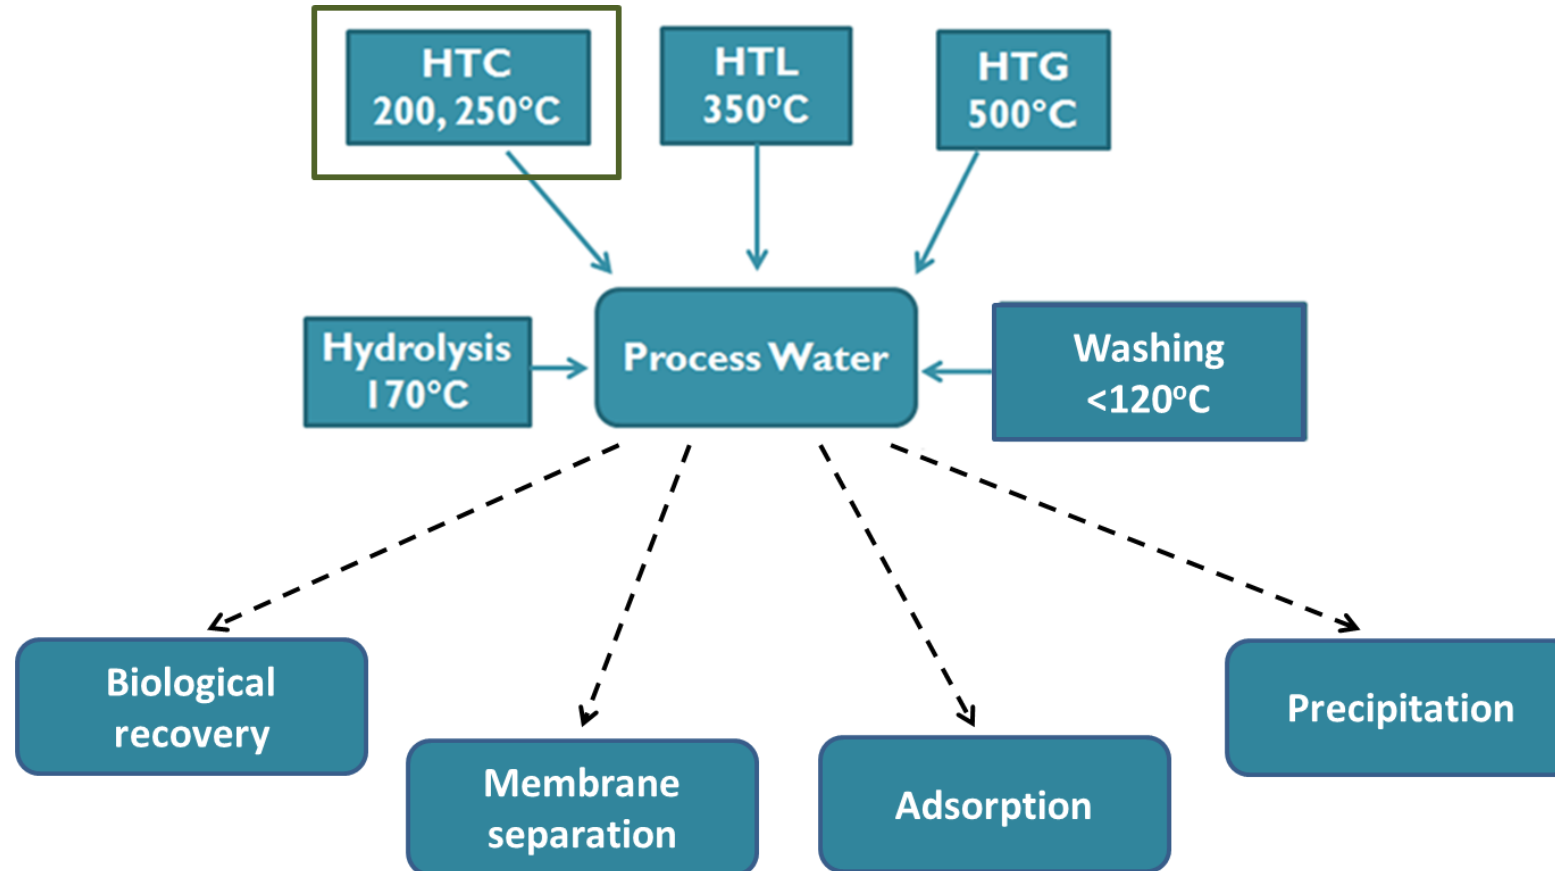 HTC
200, 250°C
HTL
350°C
HTG
500°C
Hydrolysis
170°C
Process Water
Washing
<120°C
Biological
recovery
Membrane
separation
Adsorption
Precipitation